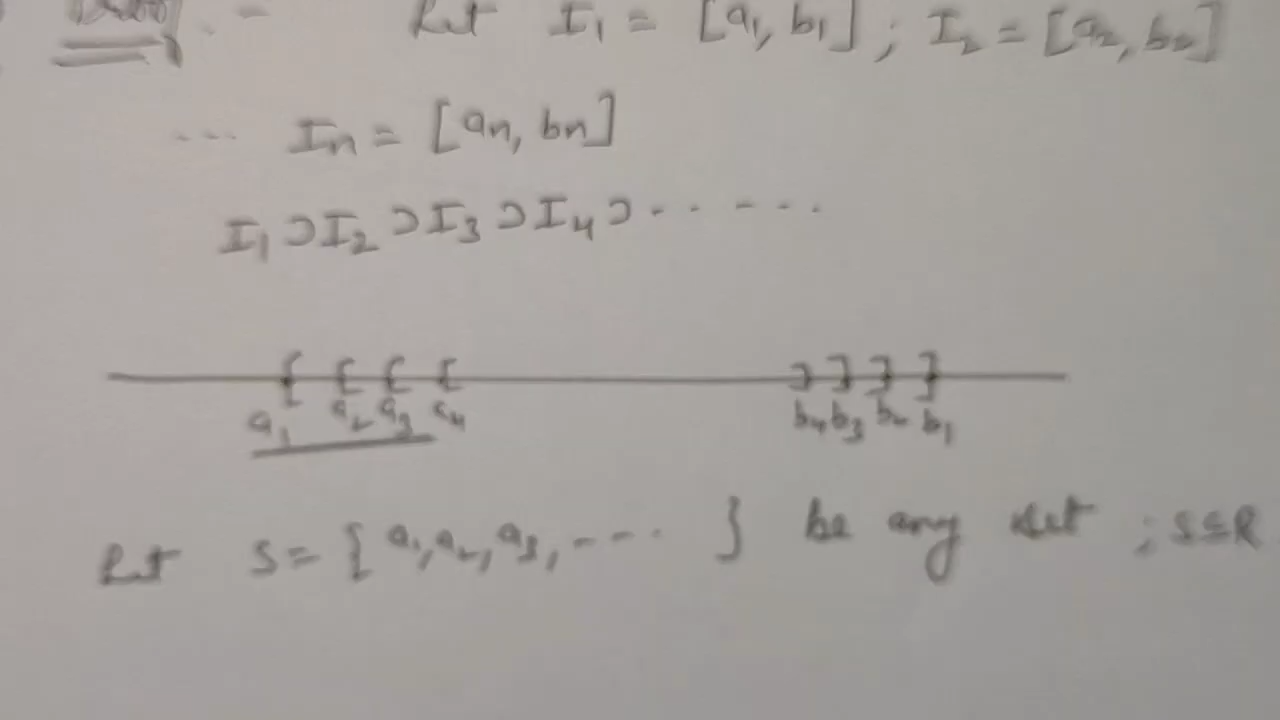 :- Let I₁ = [a₁, b₁] ; I₂ = [a₂, b₂]
... Iₙ = [aₙ, bₙ]
I₁ ⊃ I₂ ⊃ I₃ ⊃ I₄ ⊃ . . . . . .
[ [ [ [ ] ] ] ]
a₁ a₂ a₃ a₄ b₄ b₃ b₂ b₁
Let S = { a₁, a₂, a₃, .... } be any set ; S ⊆ R